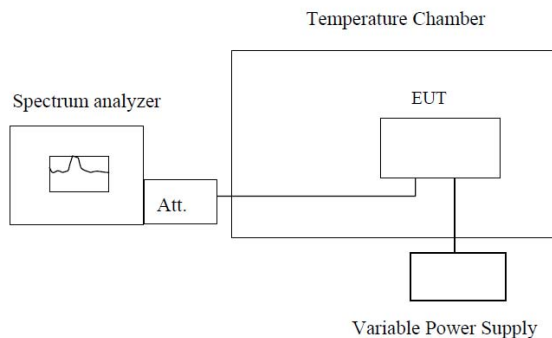 Temperature Chamber
Spectrum analyzer
EUT
Att.
Variable Power Supply